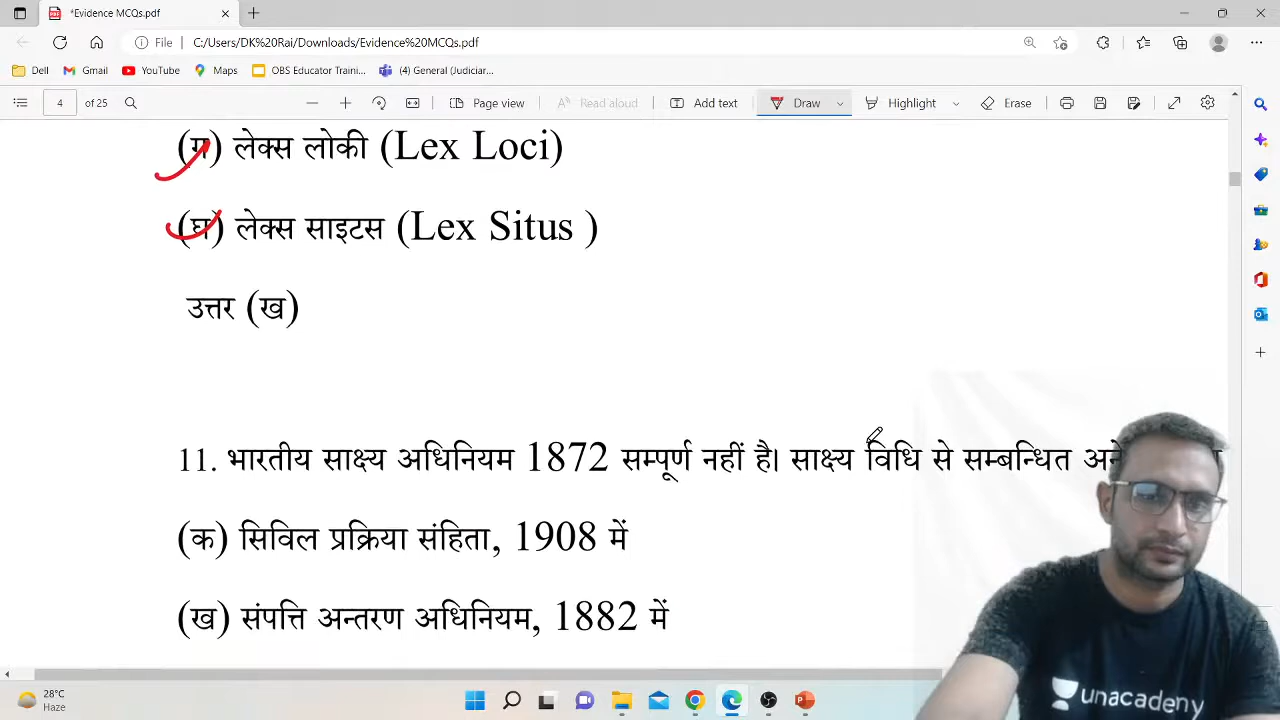 *Evidence MCQs.pdf
File
C:/Users/DK%20Rai/Downloads/Evidence%20MCQs.pdf
Dell
Gmail
YouTube
Maps
OBS Educator Traini...
(4) General (Judiciar...
4 of 25
Page view
Read aloud
Add text
Draw
Highlight
Erase
(ग) लेक्स लोकी (Lex Loci)
(घ) लेक्स साइटस (Lex Situs )
उत्तर (ख)
11. भारतीय साक्ष्य अधिनियम 1872 सम्पूर्ण नहीं है। साक्ष्य विधि से सम्बन्धित
(क) सिविल प्रक्रिया संहिता, 1908 में
(ख) संपत्ति अन्तरण अधिनियम, 1882 में
unacademy
28°C
Haze